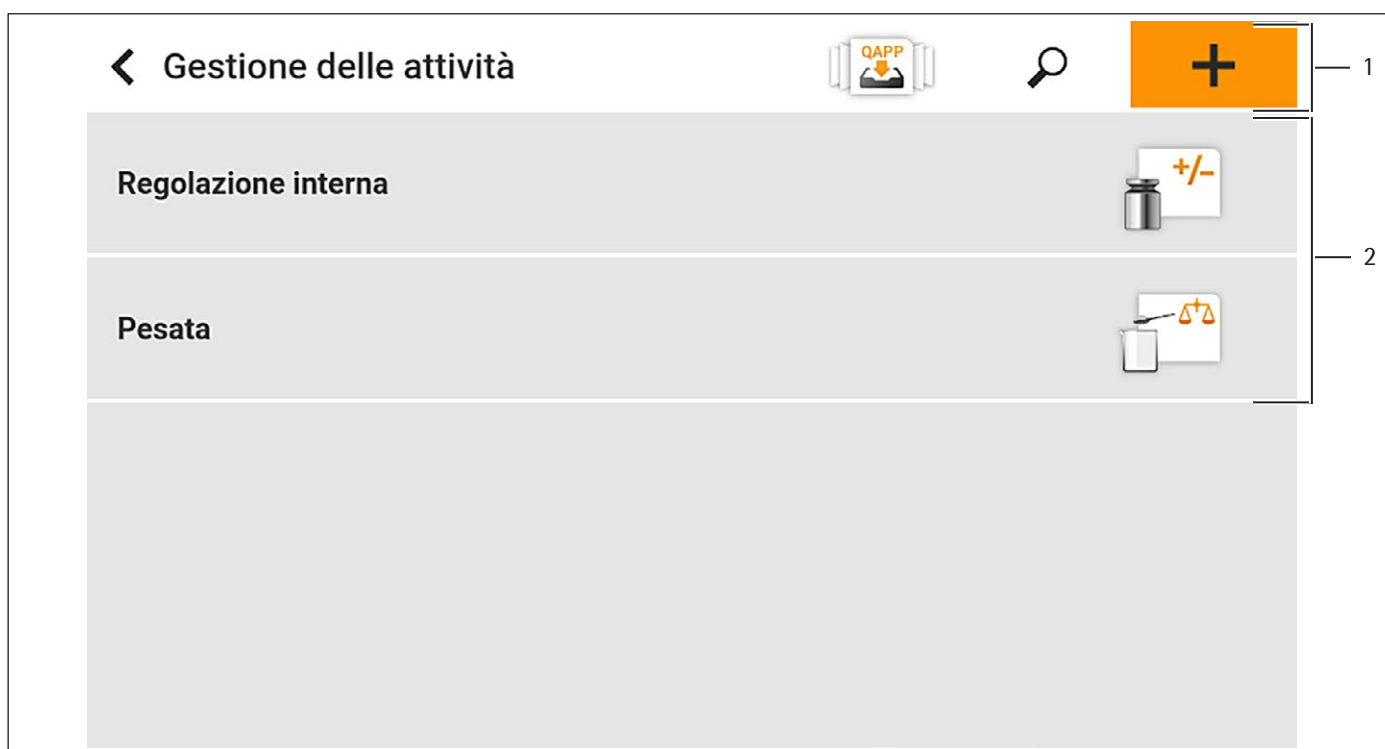 Gestione delle attività
QAPP
1
Regolazione interna
+/-
2
Pesata